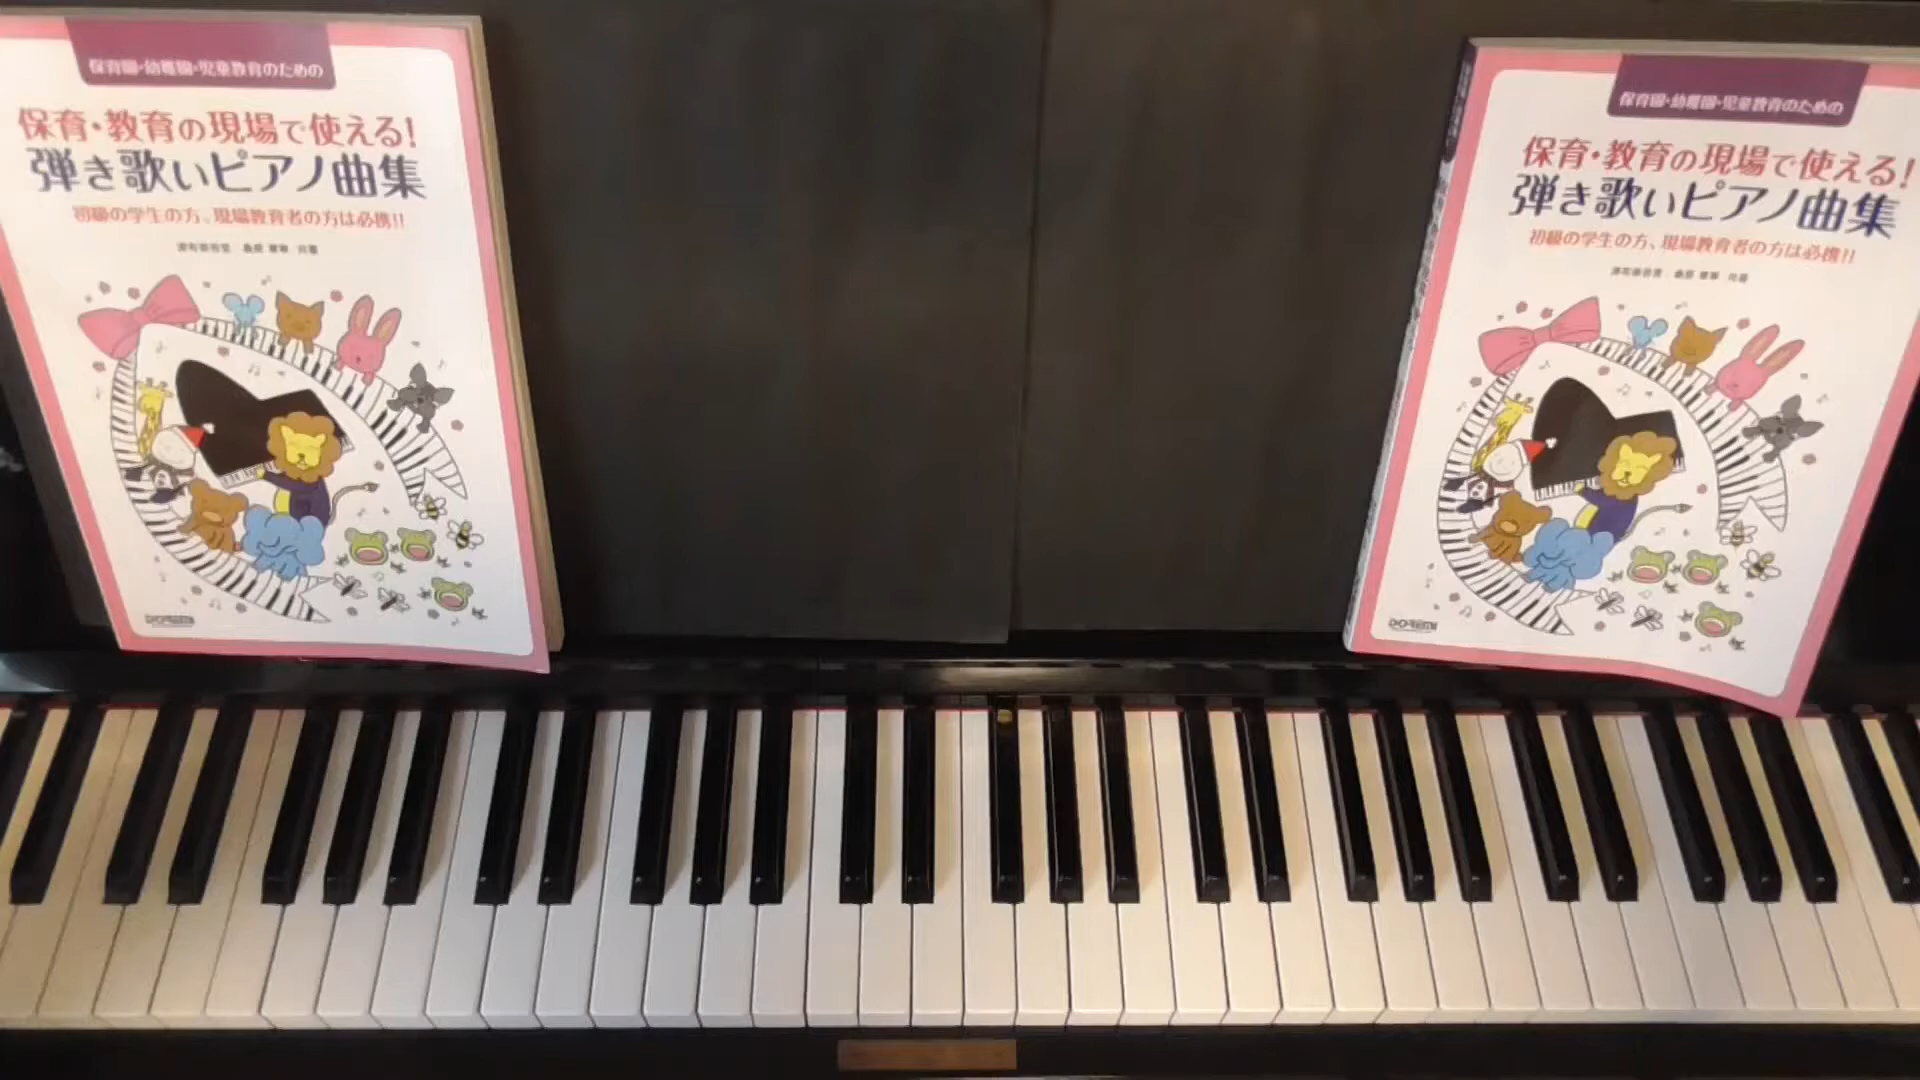 保育園・幼稚園・児童教育のための
保育・教育の現場で使える!
弾き歌いピアノ曲集
初級の学生の方、現場教育者の方は必携!!
DOREMI
保育園・幼稚園・児童教育のための
保育・教育の現場で使える!
弾き歌いピアノ曲集
初級の学生の方、現場教育者の方は必携!!
DOREMI